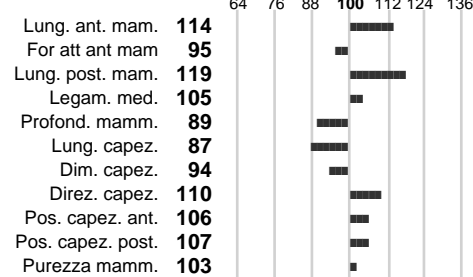 64 76 88 100 112 124 136
Lung. ant. mam. 114
For att ant mam 95
Lung. post. mam. 119
Legam. med. 105
Profond. mamm. 89
Lung. capez. 87
Dim. capez. 94
Direz. capez. 110
Pos. capez. ant. 106
Pos. capez. post. 107
Purezza mamm. 103